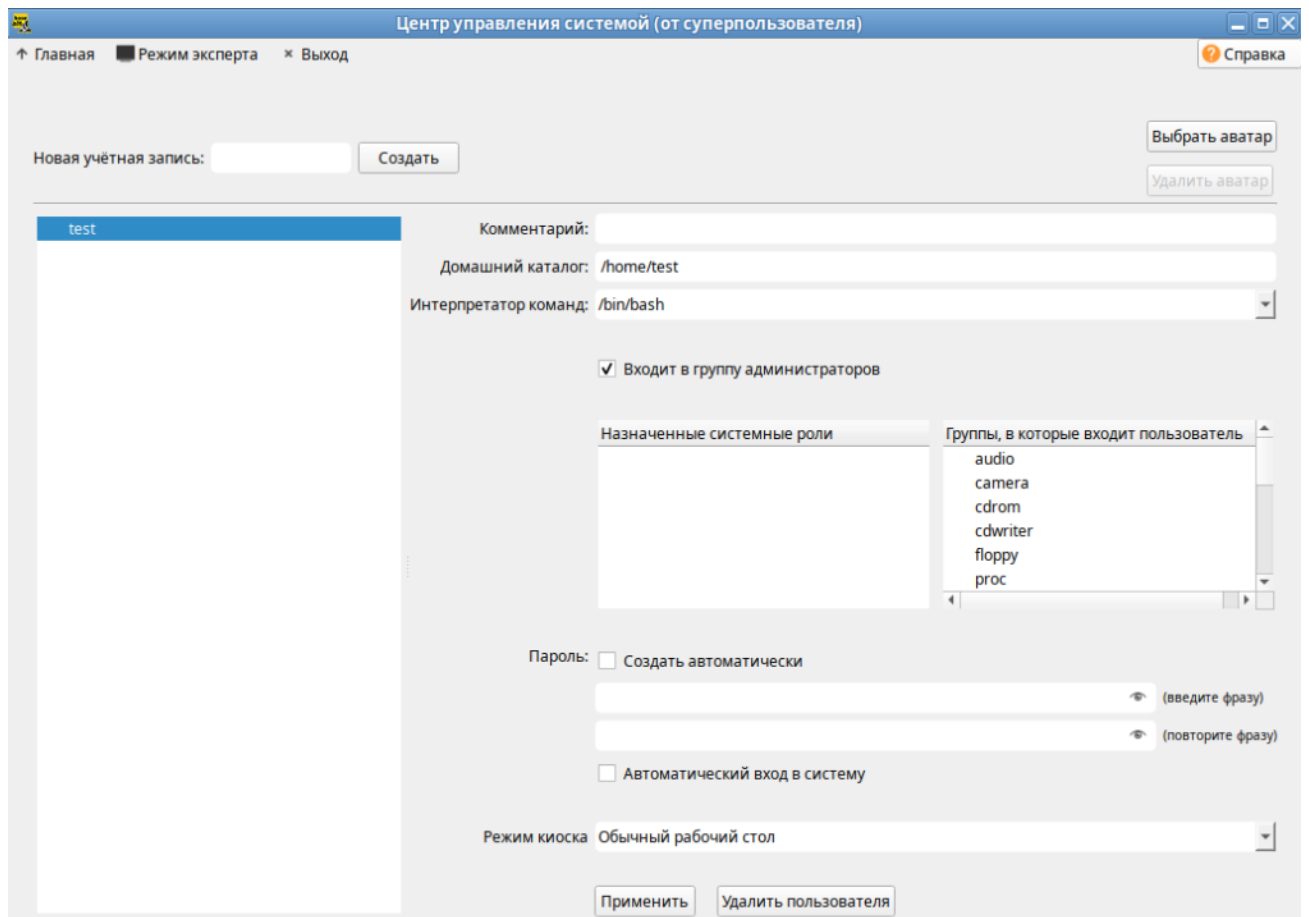 Центр управления системой (от суперпользователя)
Главная Режим эксперта Выход Справка
Выбрать аватар
Новая учётная запись: Создать
Удалить аватар
test
Комментарий:
Домашний каталог: /home/test
Интерпретатор команд: /bin/bash
Входит в группу администраторов
Назначенные системные роли
Группы, в которые входит пользователь
audio
camera
cdrom
cdwriter
floppy
proc
Пароль: Создать автоматически
(введите фразу)
(повторите фразу)
Автоматический вход в систему
Режим киоска Обычный рабочий стол
Применить Удалить пользователя